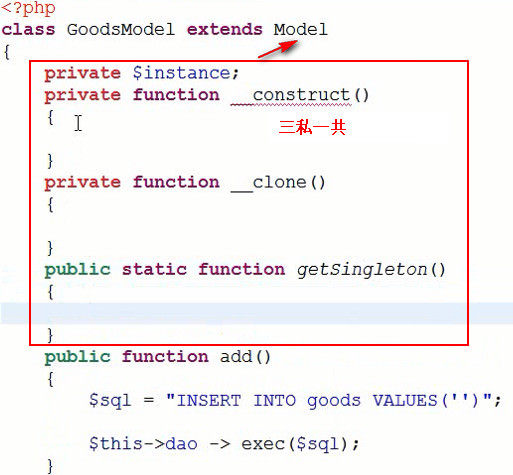 <?php
class GoodsModel extends Model
{
private $instance;
private function __construct()
{
三私一共
}
private function __clone()
{
}
public static function getSingleton()
{
}
public function add()
{
$sql = "INSERT INTO goods VALUES('')";
$this->dao -> exec($sql);
}